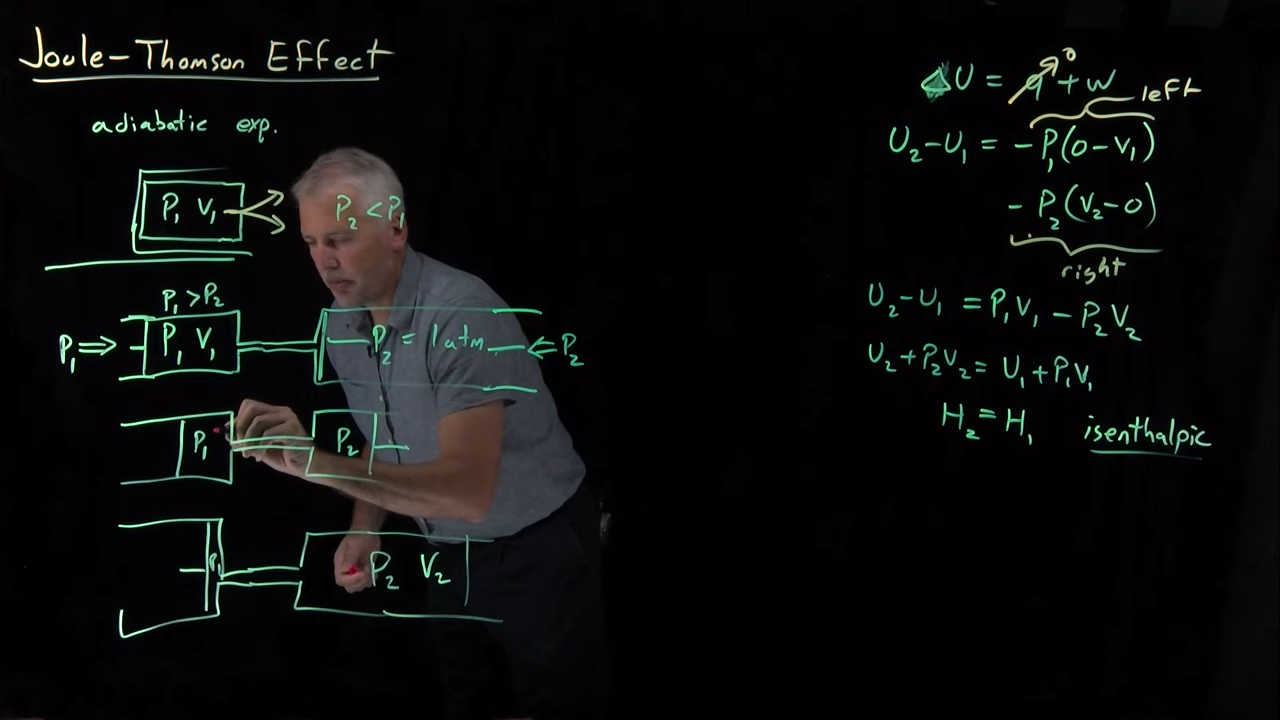 Joule-Thomson Effect
adiabatic exp.
P₁ V₁
P₂ < P₁
P₁ > P₂
P₁ ⇒ P₁ V₁
P₂ = 1 atm ⇐ P₂
P₁
P₂
P₁
P₂ V₂
ΔU = q⁰ + w
left
U₂-U₁ = -P₁(0-V₁)
- P₂(V₂-0)
right
U₂-U₁ = P₁V₁ - P₂V₂
U₂+P₂V₂ = U₁+P₁V₁
H₂ = H₁ isenthalpic